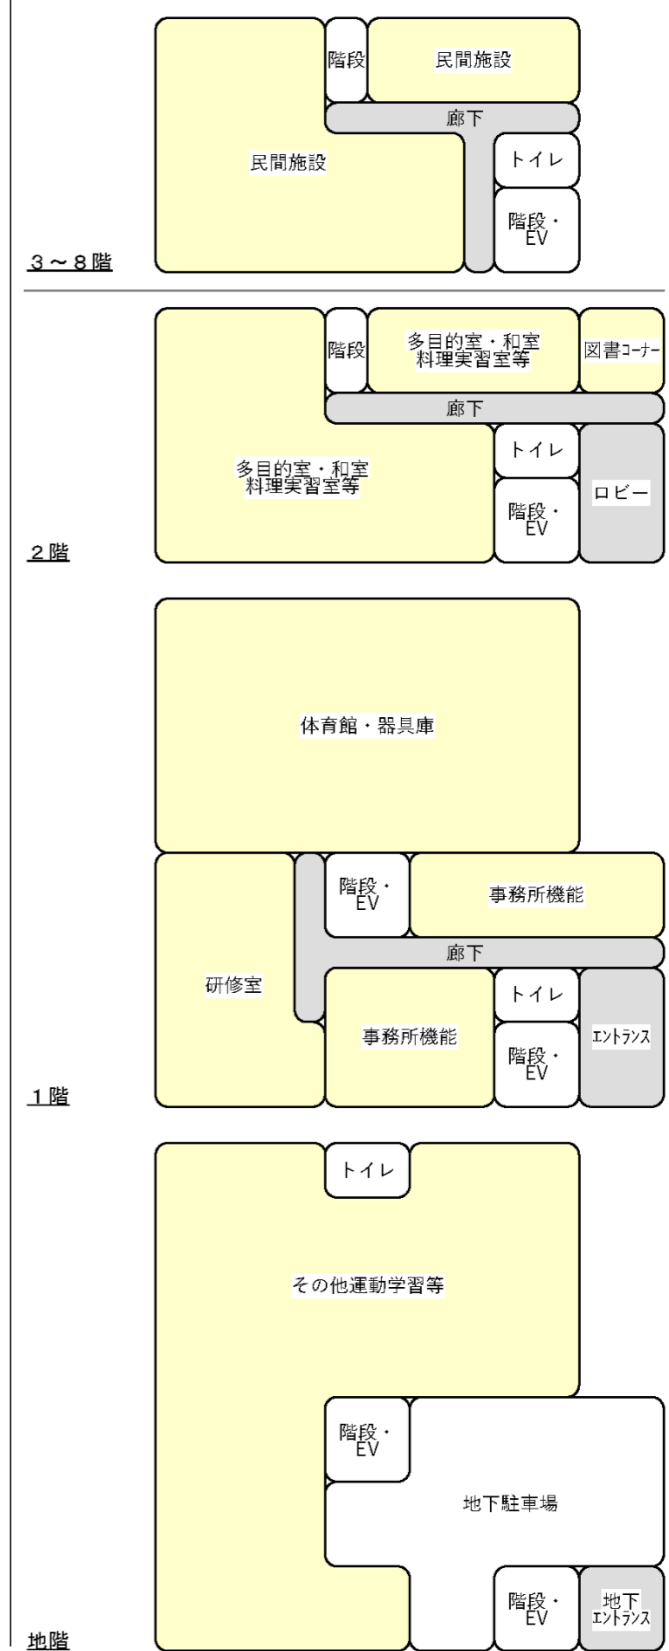 階段
民間施設
廊下
民間施設
トイレ
階段・
EV
３～８階
階段
多目的室・和室
料理実習室等
図書コーナー
廊下
多目的室・和室
料理実習室等
トイレ
階段・
EV
ロビー
２階
体育館・器具庫
階段・
EV
事務所機能
廊下
研修室
事務所機能
トイレ
階段・
EV
エントランス
１階
トイレ
その他運動学習等
階段・
EV
地下駐車場
階段・
EV
地下
エントランス
地階